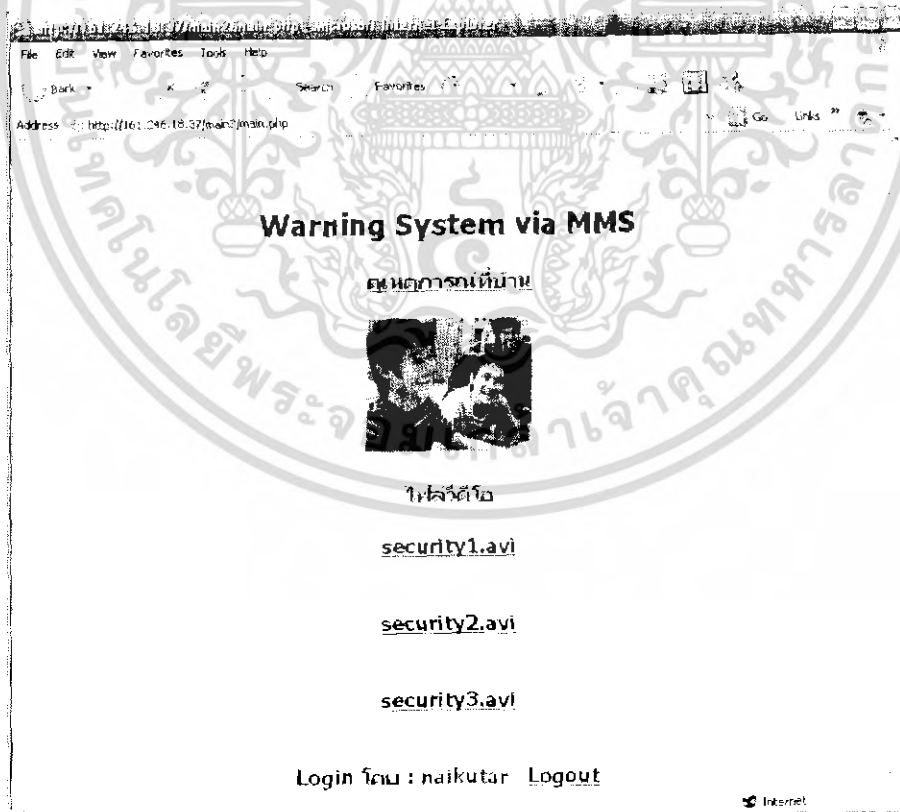 File Edit View Favorites Tools Help
Back Search Favorites
Address Go Links »
Warning System via MMS
ดูเหตุการณ์ที่บ้าน
ไฟล์วีดีโอ
security1.avi
security2.avi
security3.avi
Login โดย : naikutar Logout
Internet